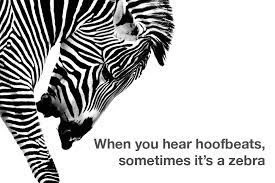 When you hear hoofbeats,
sometimes it’s a zebra